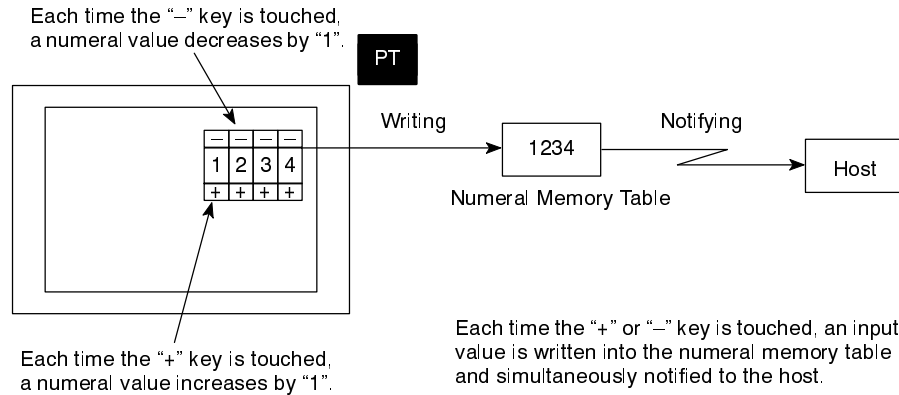 Each time the “–” key is touched,
a numeral value decreases by “1”.
PT
– – – –
1 2 3 4
+ + + +
Writing
1234
Numeral Memory Table
Notifying
Host
Each time the “+” key is touched,
a numeral value increases by “1”.
Each time the “+” or “–” key is touched, an input
value is written into the numeral memory table
and simultaneously notified to the host.